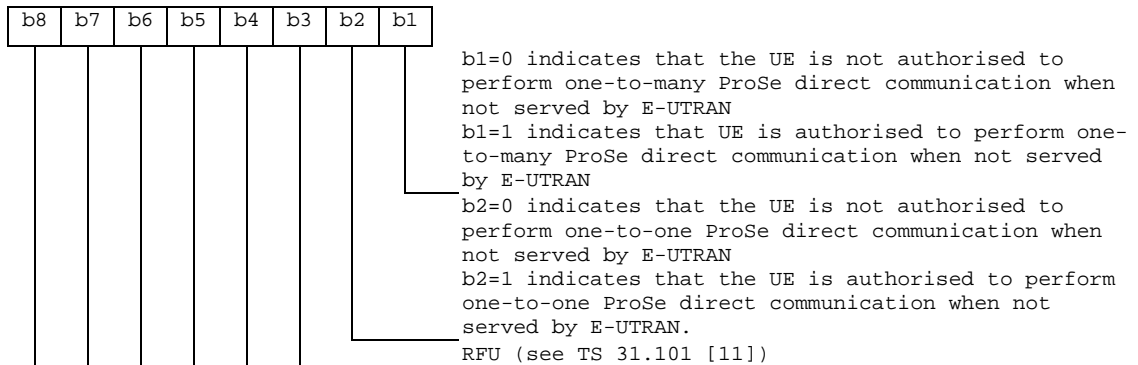 b8 b7 b6 b5 b4 b3 b2 b1
b1=0 indicates that the UE is not authorised to
perform one-to-many ProSe direct communication when
not served by E-UTRAN
b1=1 indicates that UE is authorised to perform one-
to-many ProSe direct communication when not served
by E-UTRAN
b2=0 indicates that the UE is not authorised to
perform one-to-one ProSe direct communication when
not served by E-UTRAN
b2=1 indicates that the UE is authorised to perform
one-to-one ProSe direct communication when not
served by E-UTRAN.
RFU (see TS 31.101 [11])